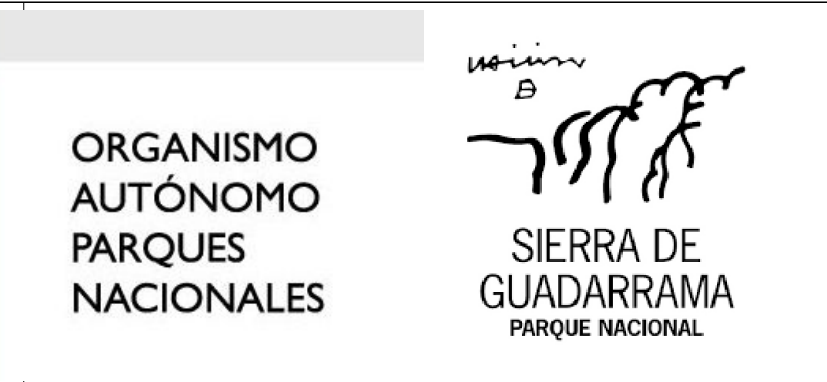 ORGANISMO
AUTÓNOMO
PARQUES
NACIONALES
SIERRA DE
GUADARRAMA
PARQUE NACIONAL